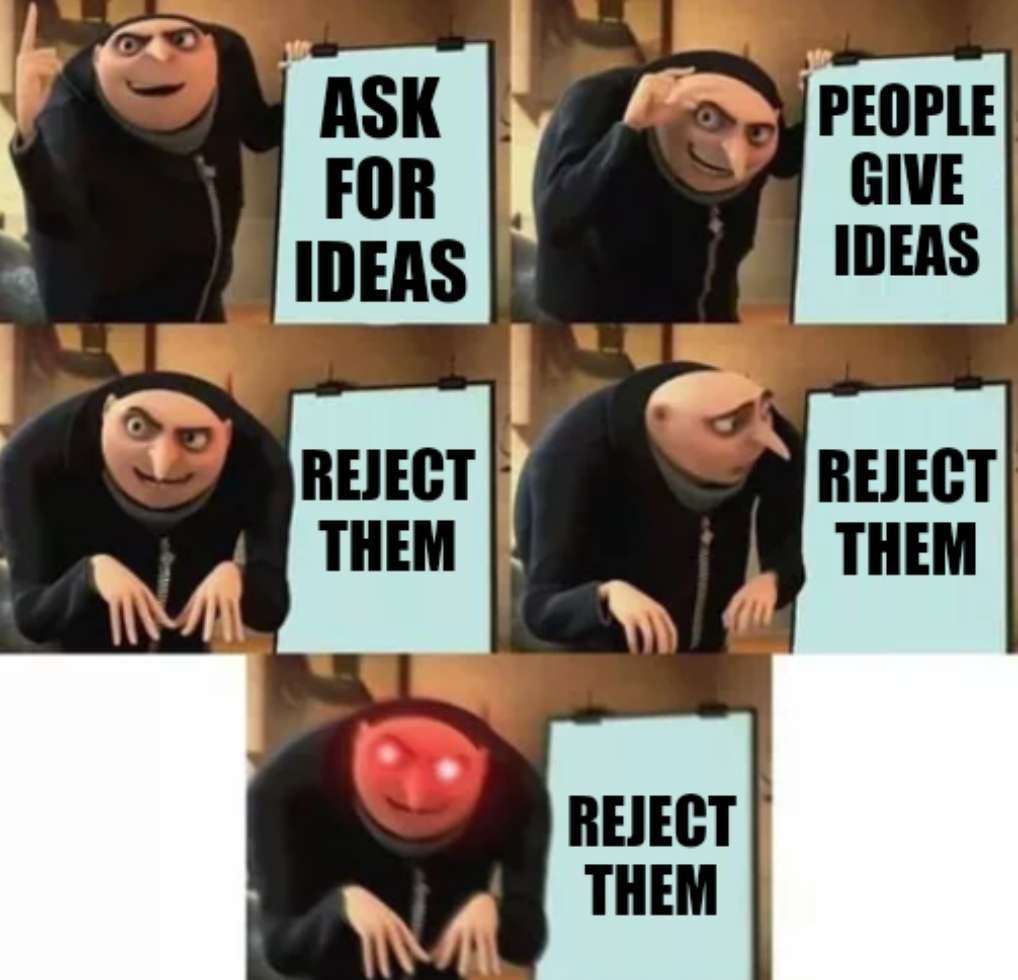 ASK
FOR
IDEAS
PEOPLE
GIVE
IDEAS
REJECT
THEM
REJECT
THEM
REJECT
THEM